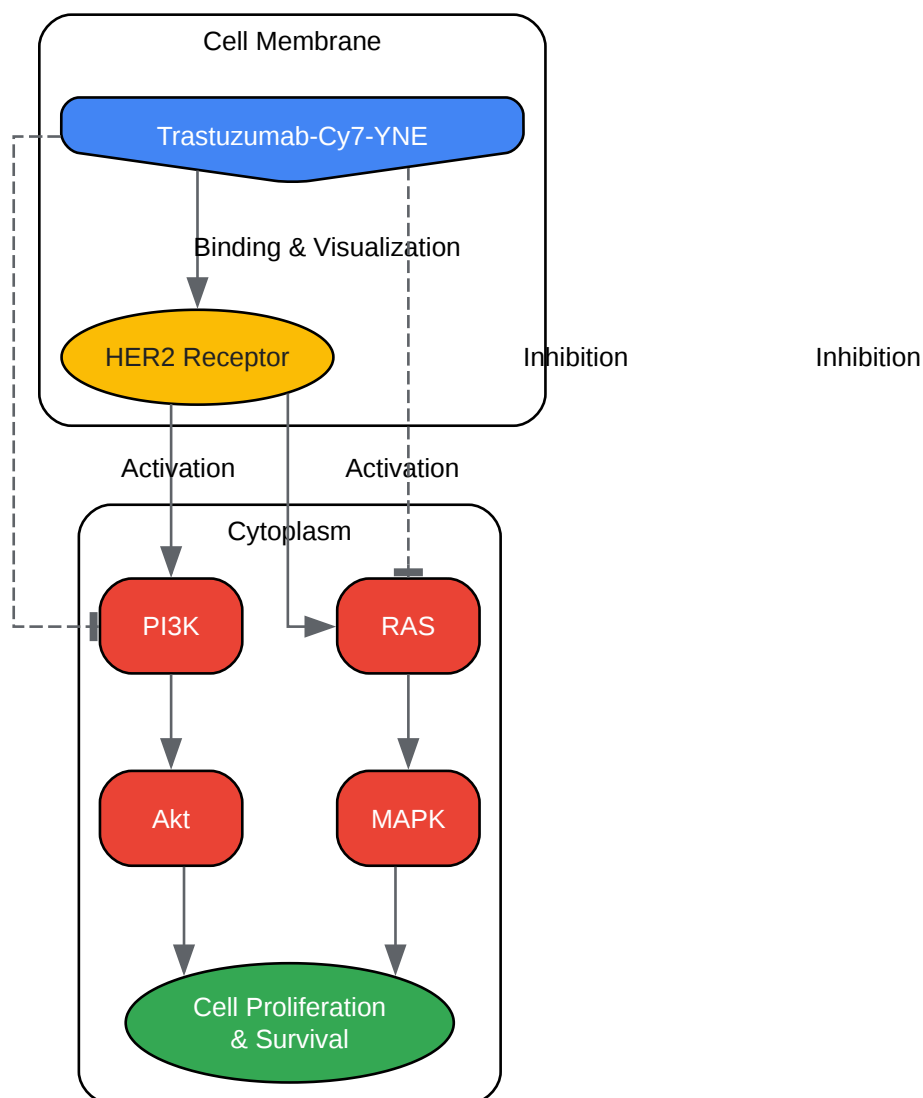 Cell Membrane
Trastuzumab-Cy7-YNE
Binding & Visualization
HER2 Receptor
Inhibition
Inhibition
Activation
Activation
Cytoplasm
PI3K
RAS
Akt
MAPK
Cell Proliferation
& Survival